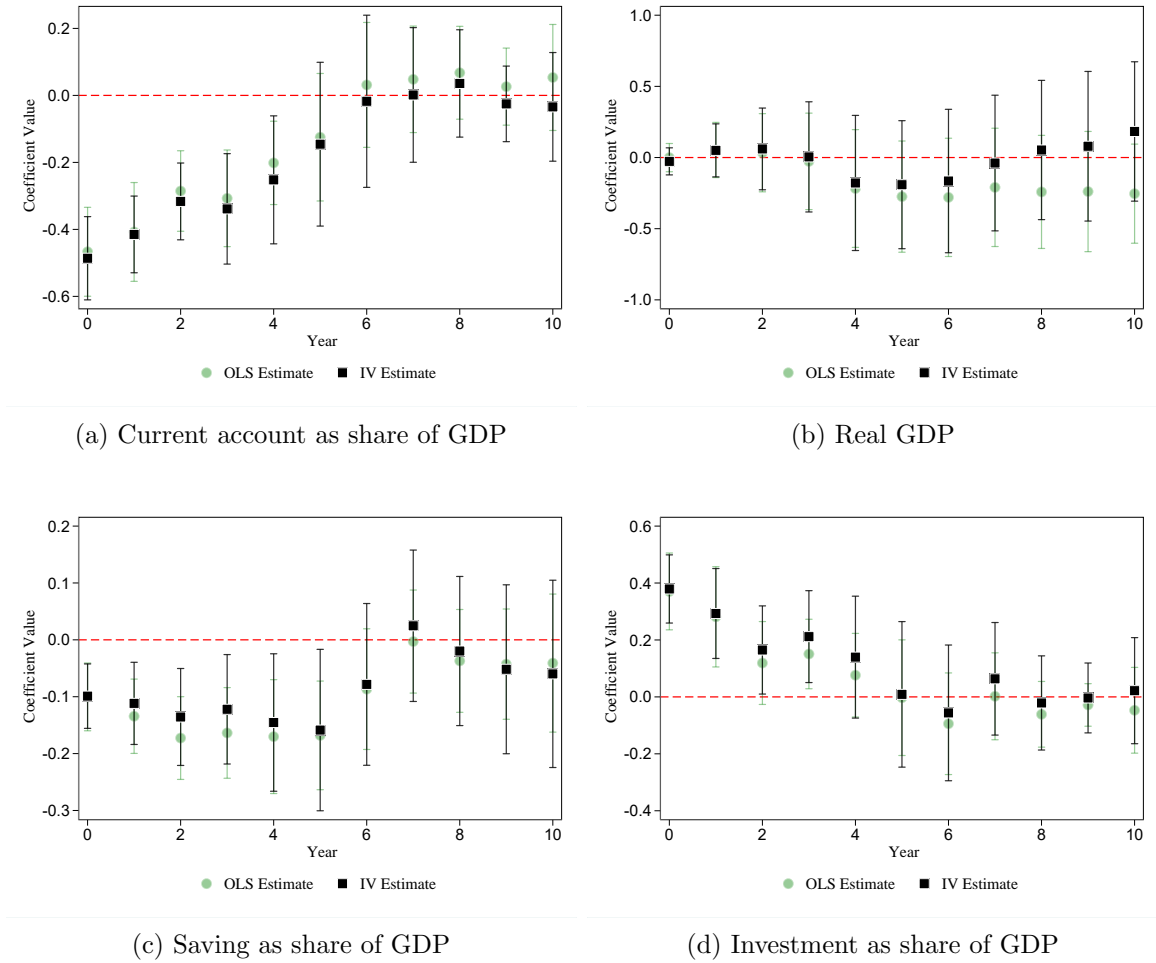 0.2
0.0
-0.2
-0.4
-0.6
Coefficient Value
0 2 4 6 8 10
Year
OLS Estimate IV Estimate
(a) Current account as share of GDP
1.0
0.5
0.0
-0.5
-1.0
Coefficient Value
0 2 4 6 8 10
Year
OLS Estimate IV Estimate
(b) Real GDP
0.2
0.1
0.0
-0.1
-0.2
-0.3
Coefficient Value
0 2 4 6 8 10
Year
OLS Estimate IV Estimate
(c) Saving as share of GDP
0.6
0.4
0.2
0.0
-0.2
-0.4
Coefficient Value
0 2 4 6 8 10
Year
OLS Estimate IV Estimate
(d) Investment as share of GDP